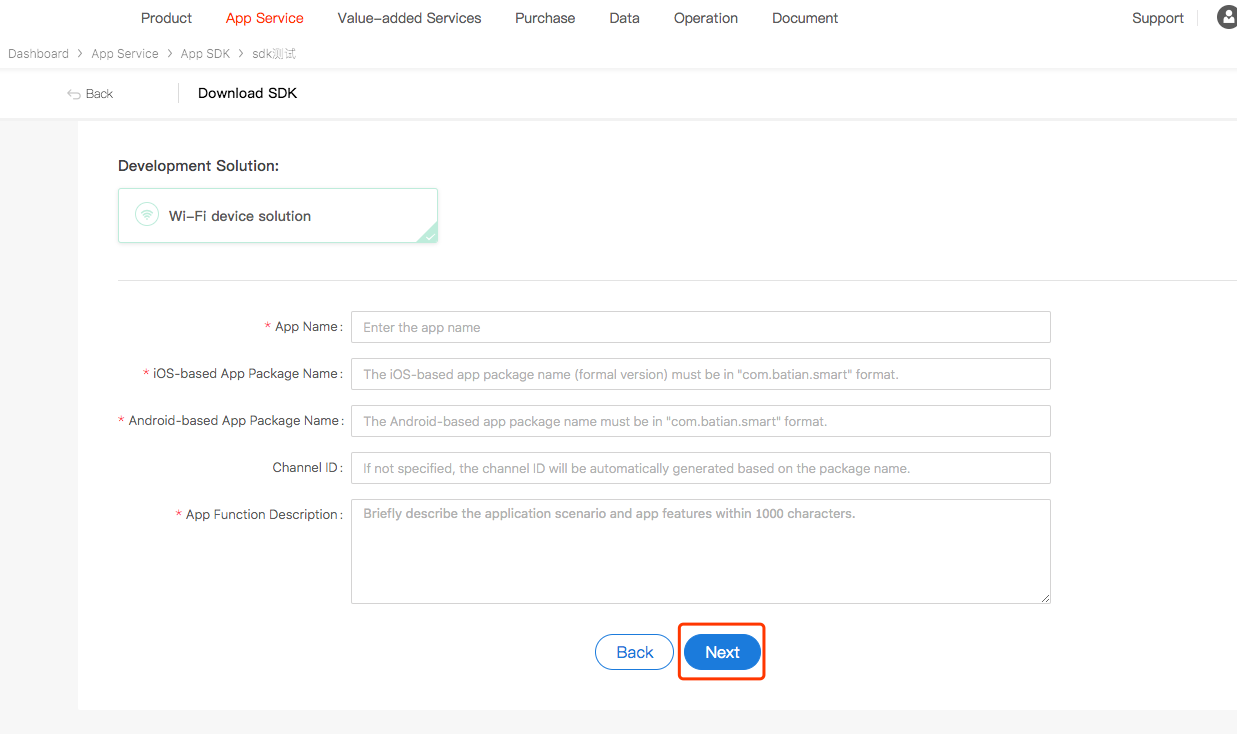 Product App Service Value-added Services Purchase Data Operation Document Support
Dashboard > App Service > App SDK > sdk测试
Back Download SDK
Development Solution:
Wi-Fi device solution
* App Name: Enter the app name
* iOS-based App Package Name: The iOS-based app package name (formal version) must be in "com.batian.smart" format.
* Android-based App Package Name: The Android-based app package name must be in "com.batian.smart" format.
Channel ID: If not specified, the channel ID will be automatically generated based on the package name.
* App Function Description: Briefly describe the application scenario and app features within 1000 characters.
Back Next